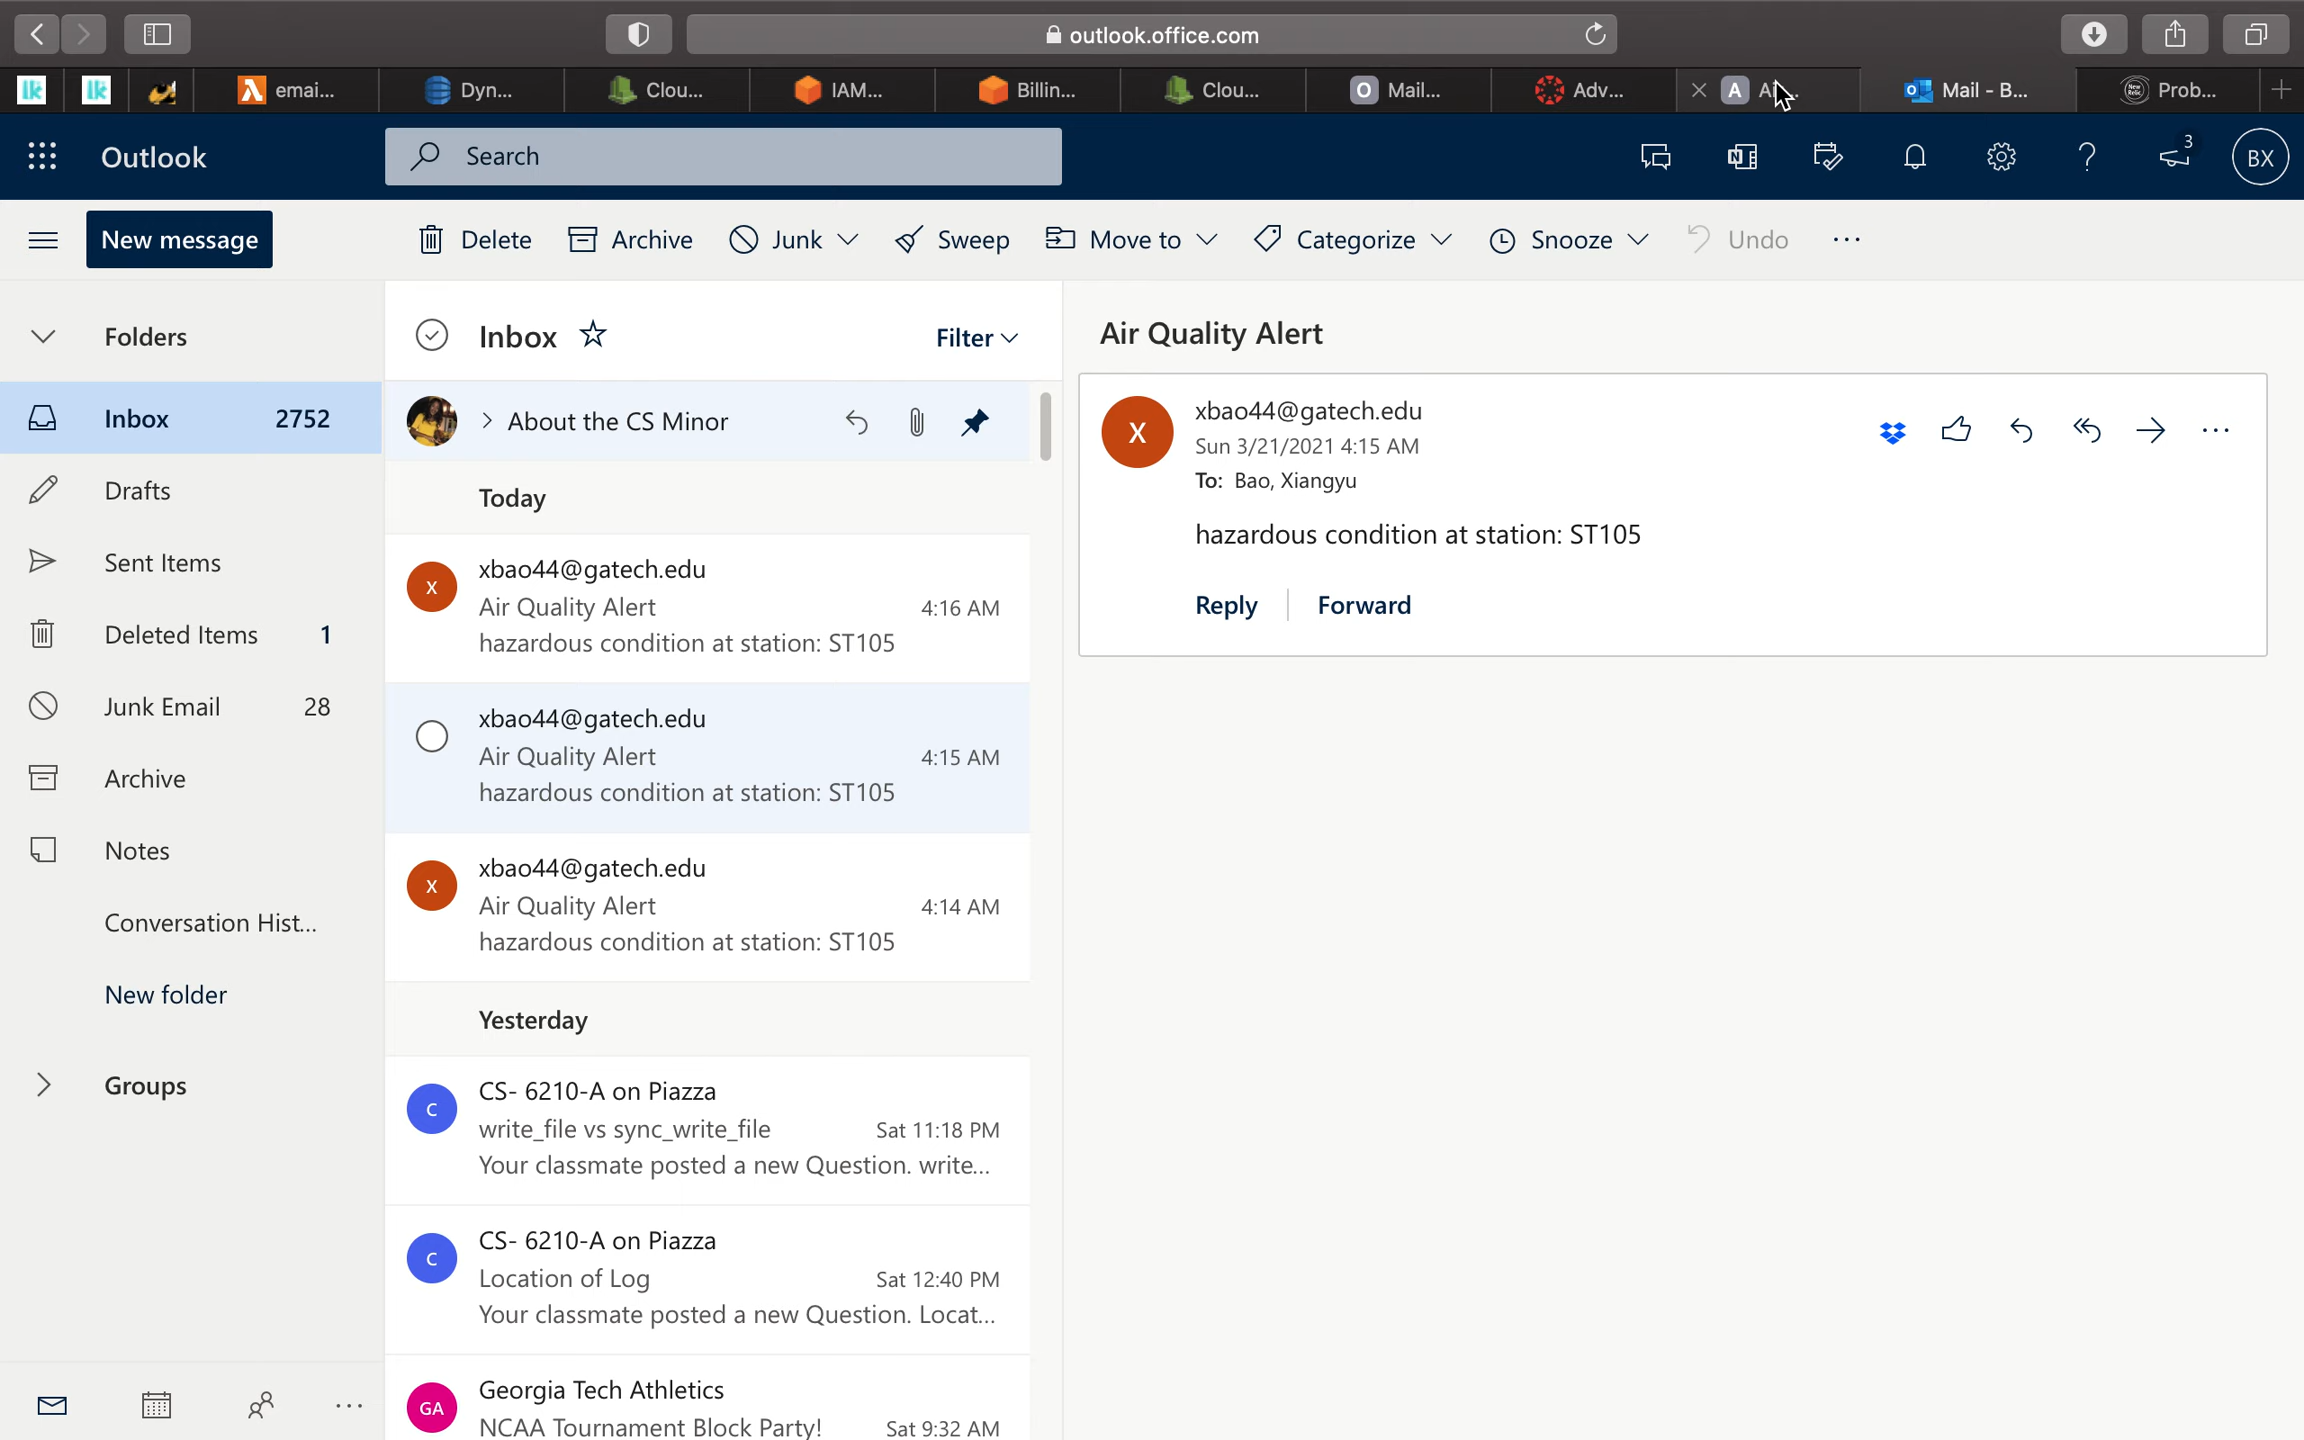 outlook.office.com
lk
lk
emai...
Dyn...
Clou...
IAM...
Billin...
Clou...
O
Mail...
Adv...
A
Mail - B...
Prob...
Outlook
Search
3
BX
New message
Delete
Archive
Junk
Sweep
Move to
Categorize
Snooze
Undo
Folders
Inbox 2752
Drafts
Sent Items
Deleted Items 1
Junk Email 28
Archive
Notes
Conversation Hist...
New folder
Groups
Inbox
Filter
About the CS Minor
Today
X
xbao44@gatech.edu
Air Quality Alert 4:16 AM
hazardous condition at station: ST105
xbao44@gatech.edu
Air Quality Alert 4:15 AM
hazardous condition at station: ST105
X
xbao44@gatech.edu
Air Quality Alert 4:14 AM
hazardous condition at station: ST105
Yesterday
C
CS- 6210-A on Piazza
write_file vs sync_write_file Sat 11:18 PM
Your classmate posted a new Question. write...
C
CS- 6210-A on Piazza
Location of Log Sat 12:40 PM
Your classmate posted a new Question. Locat...
GA
Georgia Tech Athletics
NCAA Tournament Block Party! Sat 9:32 AM
Air Quality Alert
X
xbao44@gatech.edu
Sun 3/21/2021 4:15 AM
To: Bao, Xiangyu
hazardous condition at station: ST105
Reply
Forward